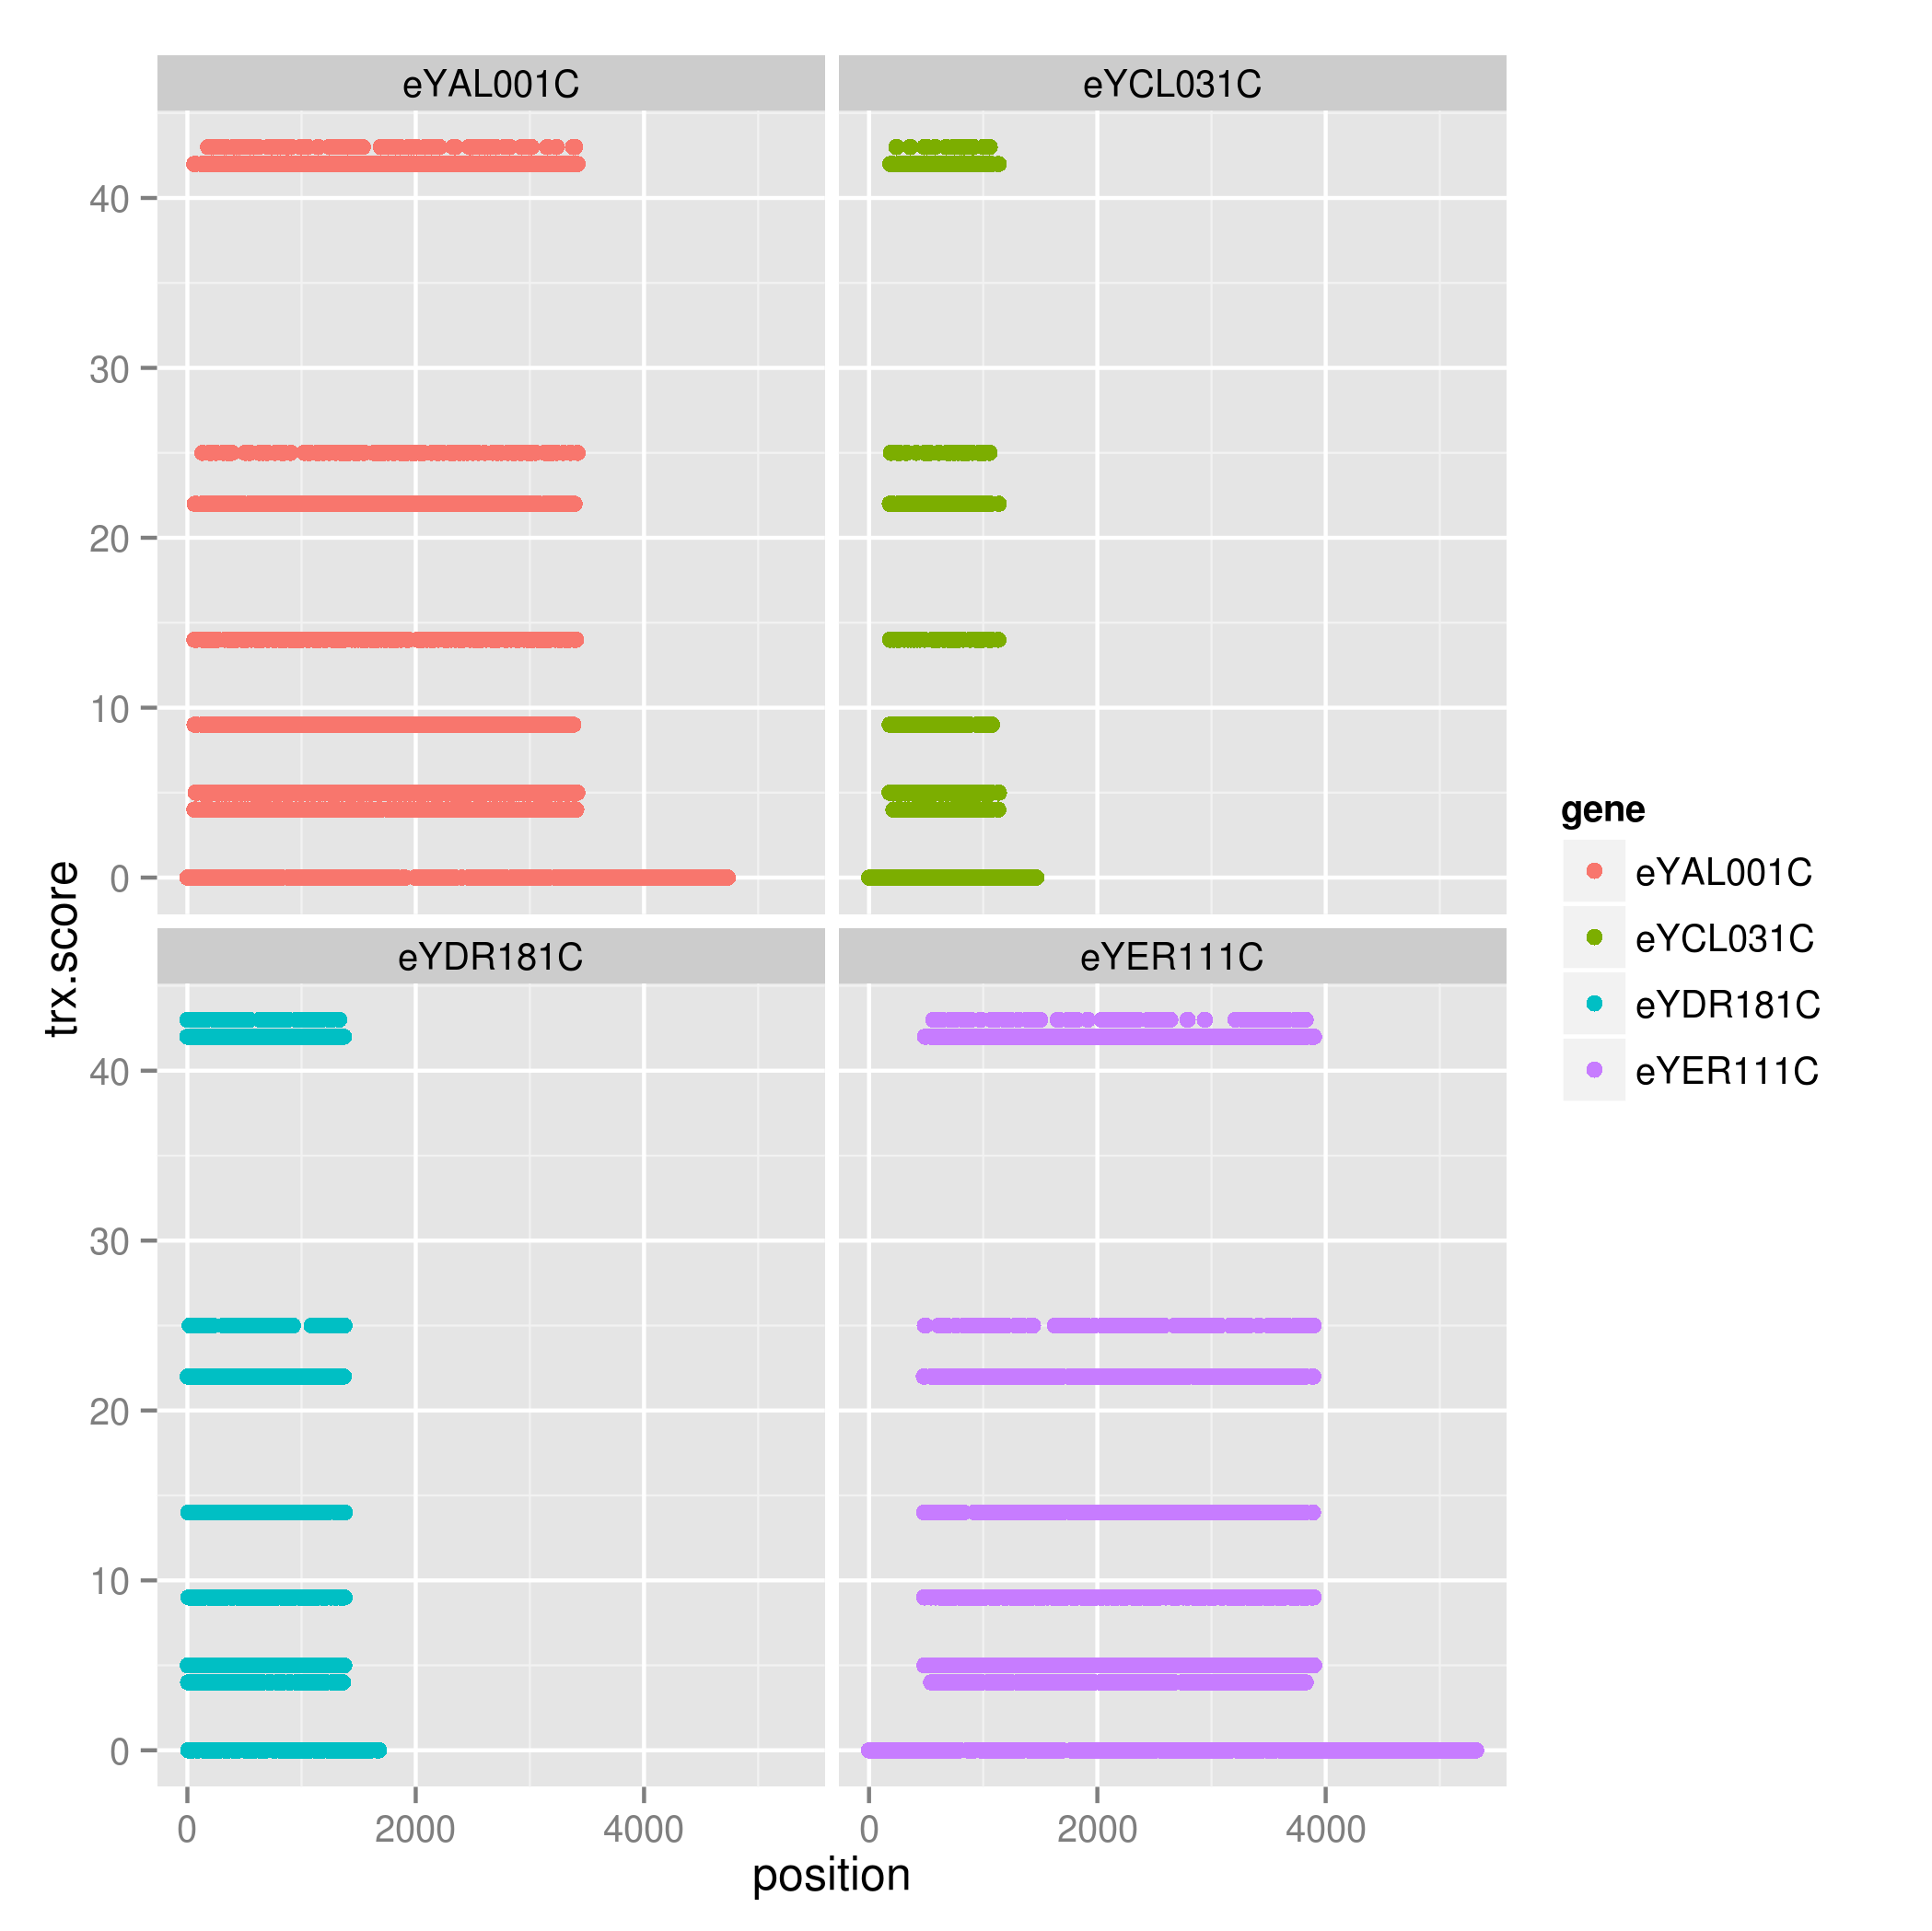 eYAL001C eYCL031C
40
30
20
10
0
eYDR181C eYER111C
40
30
20
10
0
0 2000 4000 0 2000 4000
position
trx.score
gene
eYAL001C
eYCL031C
eYDR181C
eYER111C